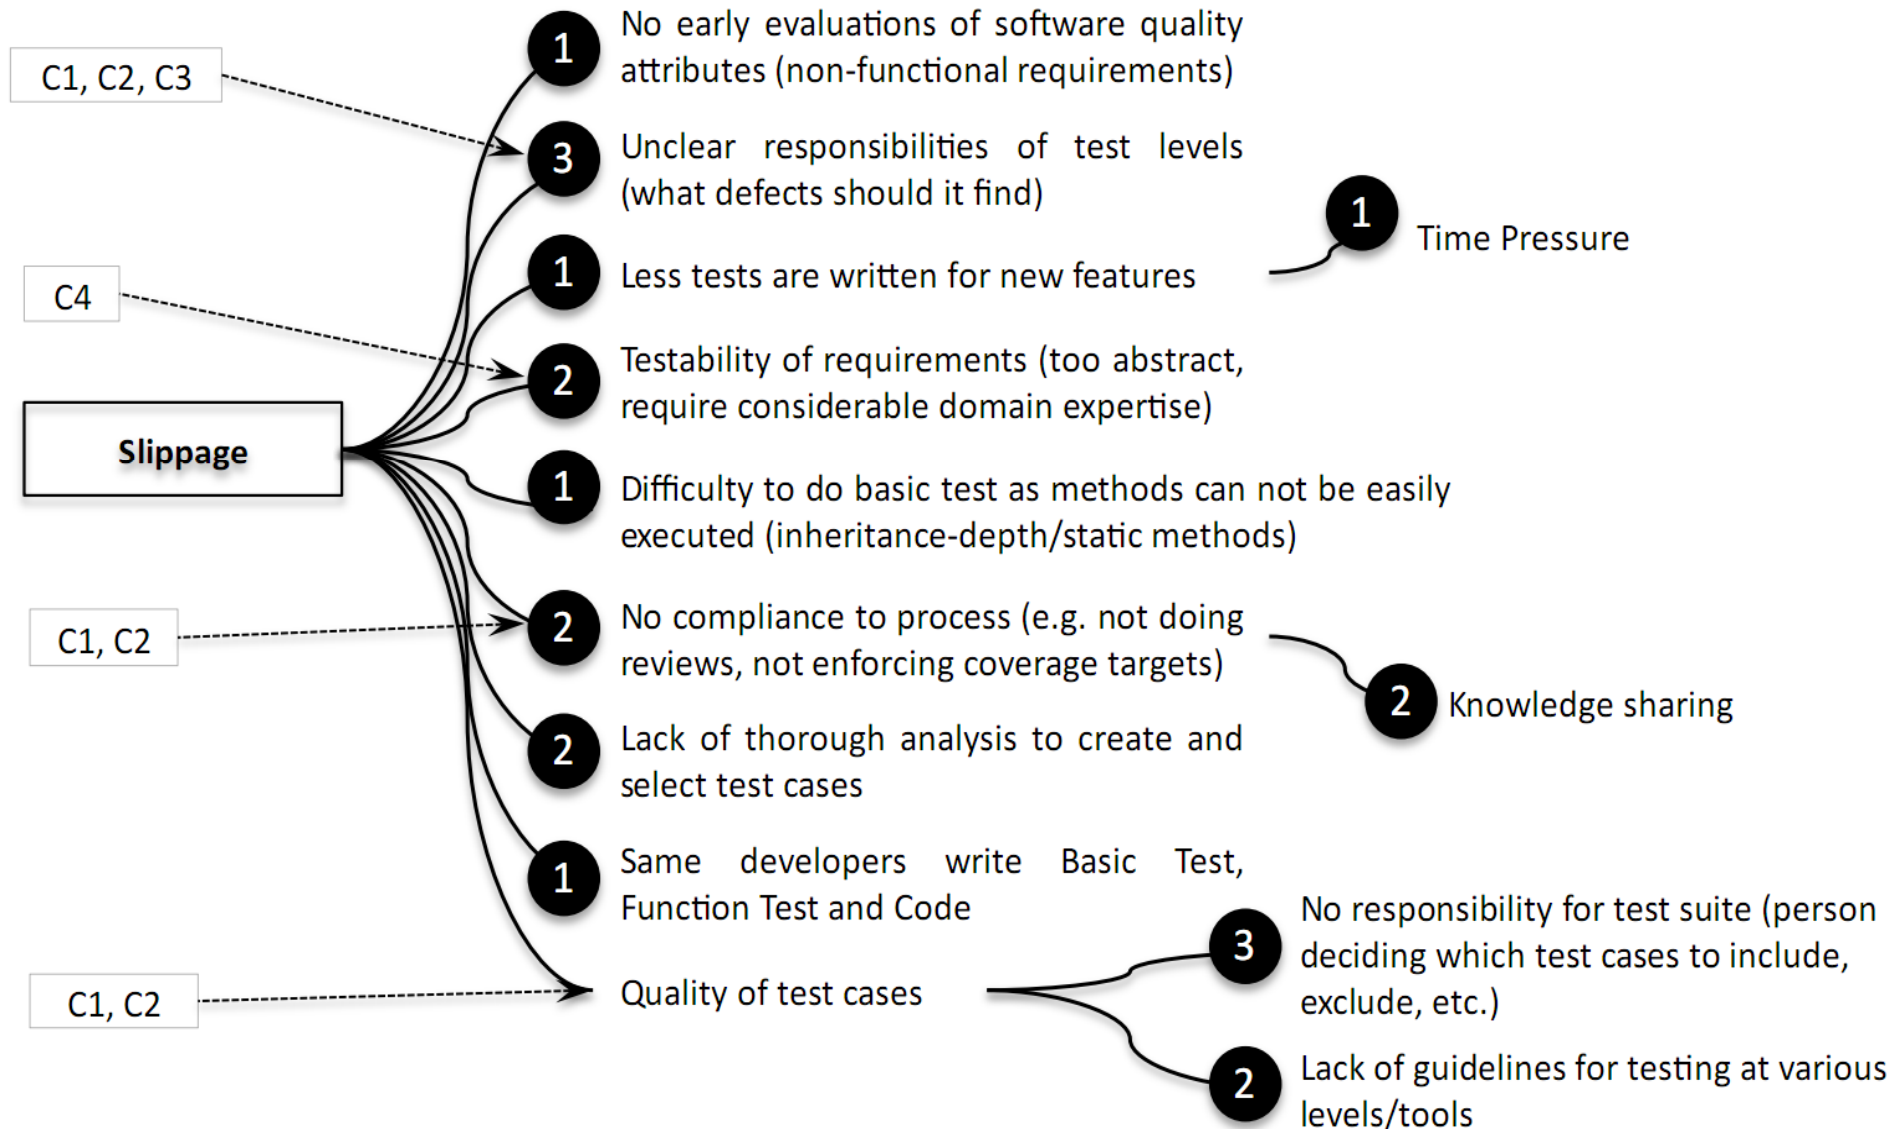 No early evaluations of software quality
attributes (non-functional requirements)
1
C1, C2, C3
3
Unclear responsibilities of test levels
(what defects should it find)
1
Time Pressure
1
Less tests are written for new features
C4
2
Testability of requirements (too abstract,
require considerable domain expertise)
Slippage
1
Difficulty to do basic test as methods can not be easily
executed (inheritance-depth/static methods)
C1, C2
2
No compliance to process (e.g. not doing
reviews, not enforcing coverage targets)
2
Knowledge sharing
2
Lack of thorough analysis to create and
select test cases
1
Same developers write Basic Test,
Function Test and Code
C1, C2
Quality of test cases
3
No responsibility for test suite (person
deciding which test cases to include,
exclude, etc.)
2
Lack of guidelines for testing at various
levels/tools